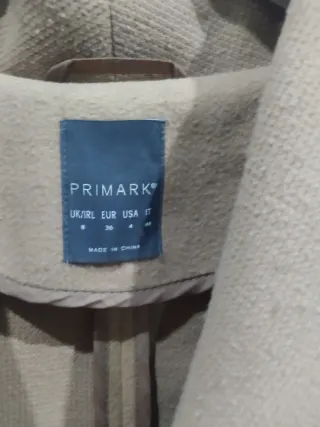 PRIMARK®
UK/IRL EUR USA IT
8 36 4
MADE IN CHINA